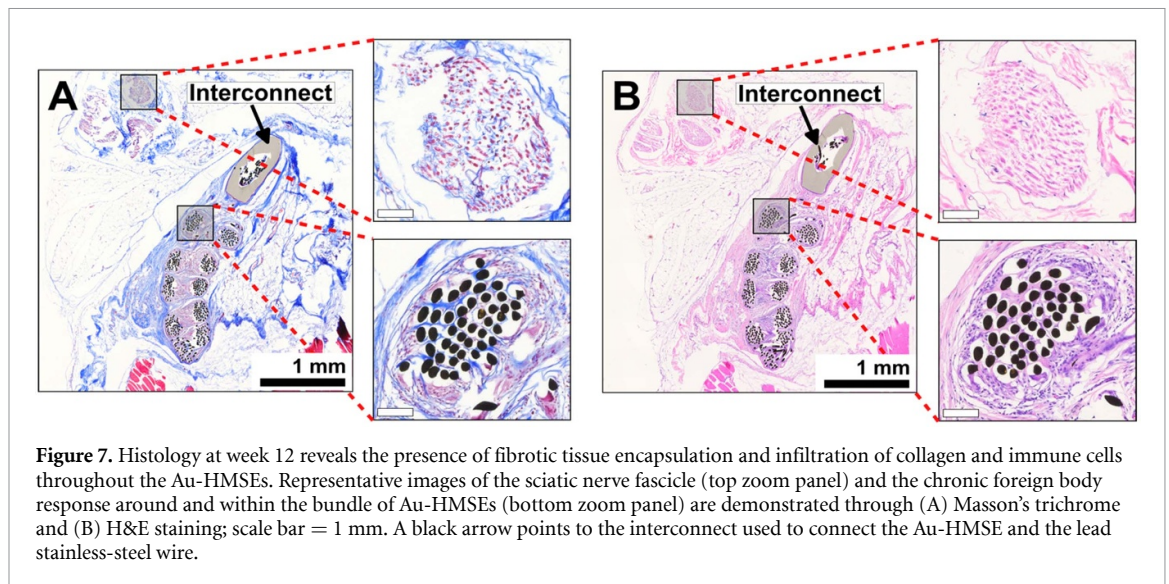 A
Interconnect
1 mm
B
Interconnect
1 mm
Figure 7. Histology at week 12 reveals the presence of fibrotic tissue encapsulation and infiltration of collagen and immune cells
throughout the Au-HMSEs. Representative images of the sciatic nerve fascicle (top zoom panel) and the chronic foreign body
response around and within the bundle of Au-HMSEs (bottom zoom panel) are demonstrated through (A) Masson’s trichrome
and (B) H&E staining; scale bar = 1 mm. A black arrow points to the interconnect used to connect the Au-HMSE and the lead
stainless-steel wire.